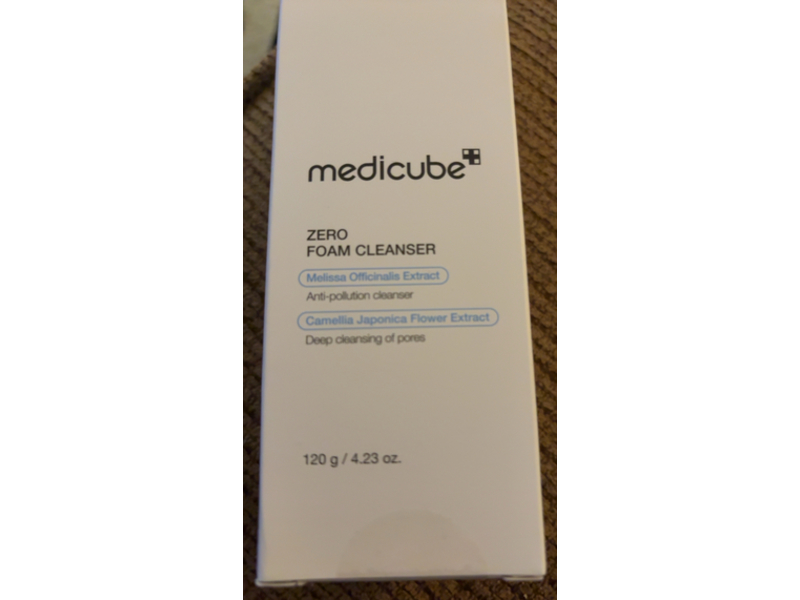 medicube
ZERO
FOAM CLEANSER
Melissa Officinalis Extract
Anti-pollution cleanser
Camellia Japonica Flower Extract
Deep cleansing of pores
120 g / 4.23 oz.